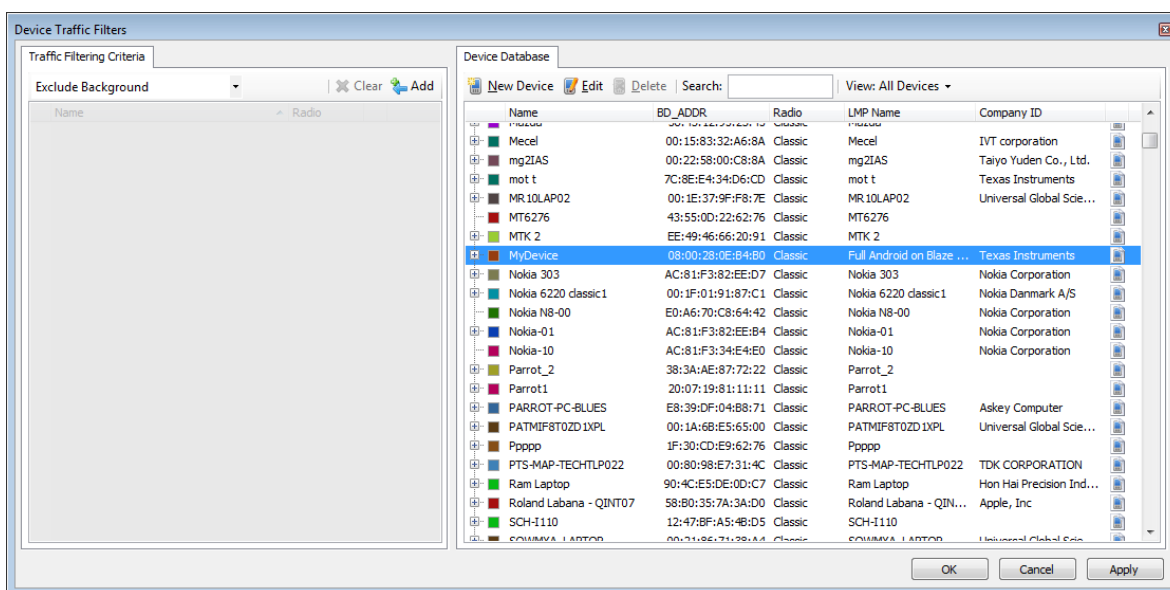 Device Traffic Filters
Traffic Filtering Criteria
Exclude Background
Clear Add
Name Radio
Device Database
New Device Edit Delete Search: View: All Devices
Name BD_ADDR Radio LMP Name Company ID
Mecel 00:15:83:32:A6:8A Classic Mecel IVT corporation
mg2IAS 00:22:58:00:C8:8A Classic mg2IAS Taiyo Yuden Co., Ltd.
mot t 7C:8E:E4:34:D6:CD Classic mot t Texas Instruments
MR10LAP02 00:1E:37:9F:F8:7E Classic MR10LAP02 Universal Global Scie...
MT6276 43:55:0D:22:62:76 Classic MT6276
MTK 2 EE:49:46:66:20:91 Classic MTK 2
MyDevice 08:00:28:0E:B4:B0 Classic Full Android on Blaze ... Texas Instruments
Nokia 303 AC:81:F3:82:EE:D7 Classic Nokia 303 Nokia Corporation
Nokia 6220 classic1 00:1F:01:91:87:C1 Classic Nokia 6220 classic1 Nokia Danmark A/S
Nokia N8-00 E0:A6:70:C8:64:42 Classic Nokia N8-00 Nokia Corporation
Nokia-01 AC:81:F3:82:EE:B4 Classic Nokia-01 Nokia Corporation
Nokia-10 AC:81:F3:34:E4:E0 Classic Nokia-10 Nokia Corporation
Parrot_2 38:3A:AE:87:72:22 Classic Parrot_2
Parrot1 20:07:19:81:11:11 Classic Parrot1
PARROT-PC-BLUES E8:39:DF:04:B8:71 Classic PARROT-PC-BLUES Askey Computer
PATMIF8T0ZD1XPL 00:1A:6B:E5:65:00 Classic PATMIF8T0ZD1XPL Universal Global Scie...
Ppppp 1F:30:CD:E9:62:76 Classic Ppppp
PTS-MAP-TECHTLP022 00:80:98:E7:31:4C Classic PTS-MAP-TECHTLP022 TDK CORPORATION
Ram Laptop 90:4C:E5:DE:0D:C7 Classic Ram Laptop Hon Hai Precision Ind...
Roland Labana - QINT07 58:B0:35:7A:3A:D0 Classic Roland Labana - QIN... Apple, Inc
SCH-I110 12:47:BF:A5:4B:D5 Classic SCH-I110
OK Cancel Apply